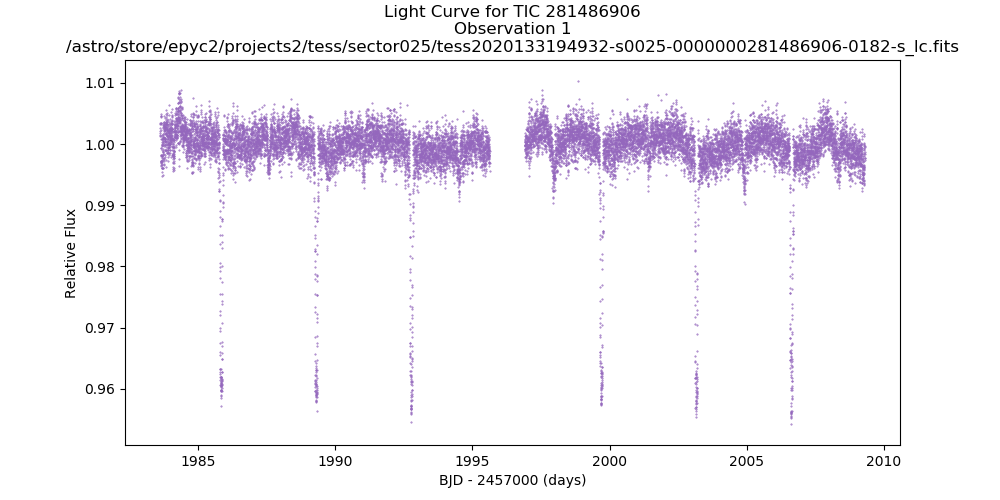 Light Curve for TIC 281486906
Observation 1
/astro/store/epyc2/projects2/tess/sector025/tess2020133194932-s0025-0000000281486906-0182-s_lc.fits
1.01
1.00
0.99
0.98
0.97
0.96
Relative Flux
1985
1990
1995
2000
2005
2010
BJD - 2457000 (days)